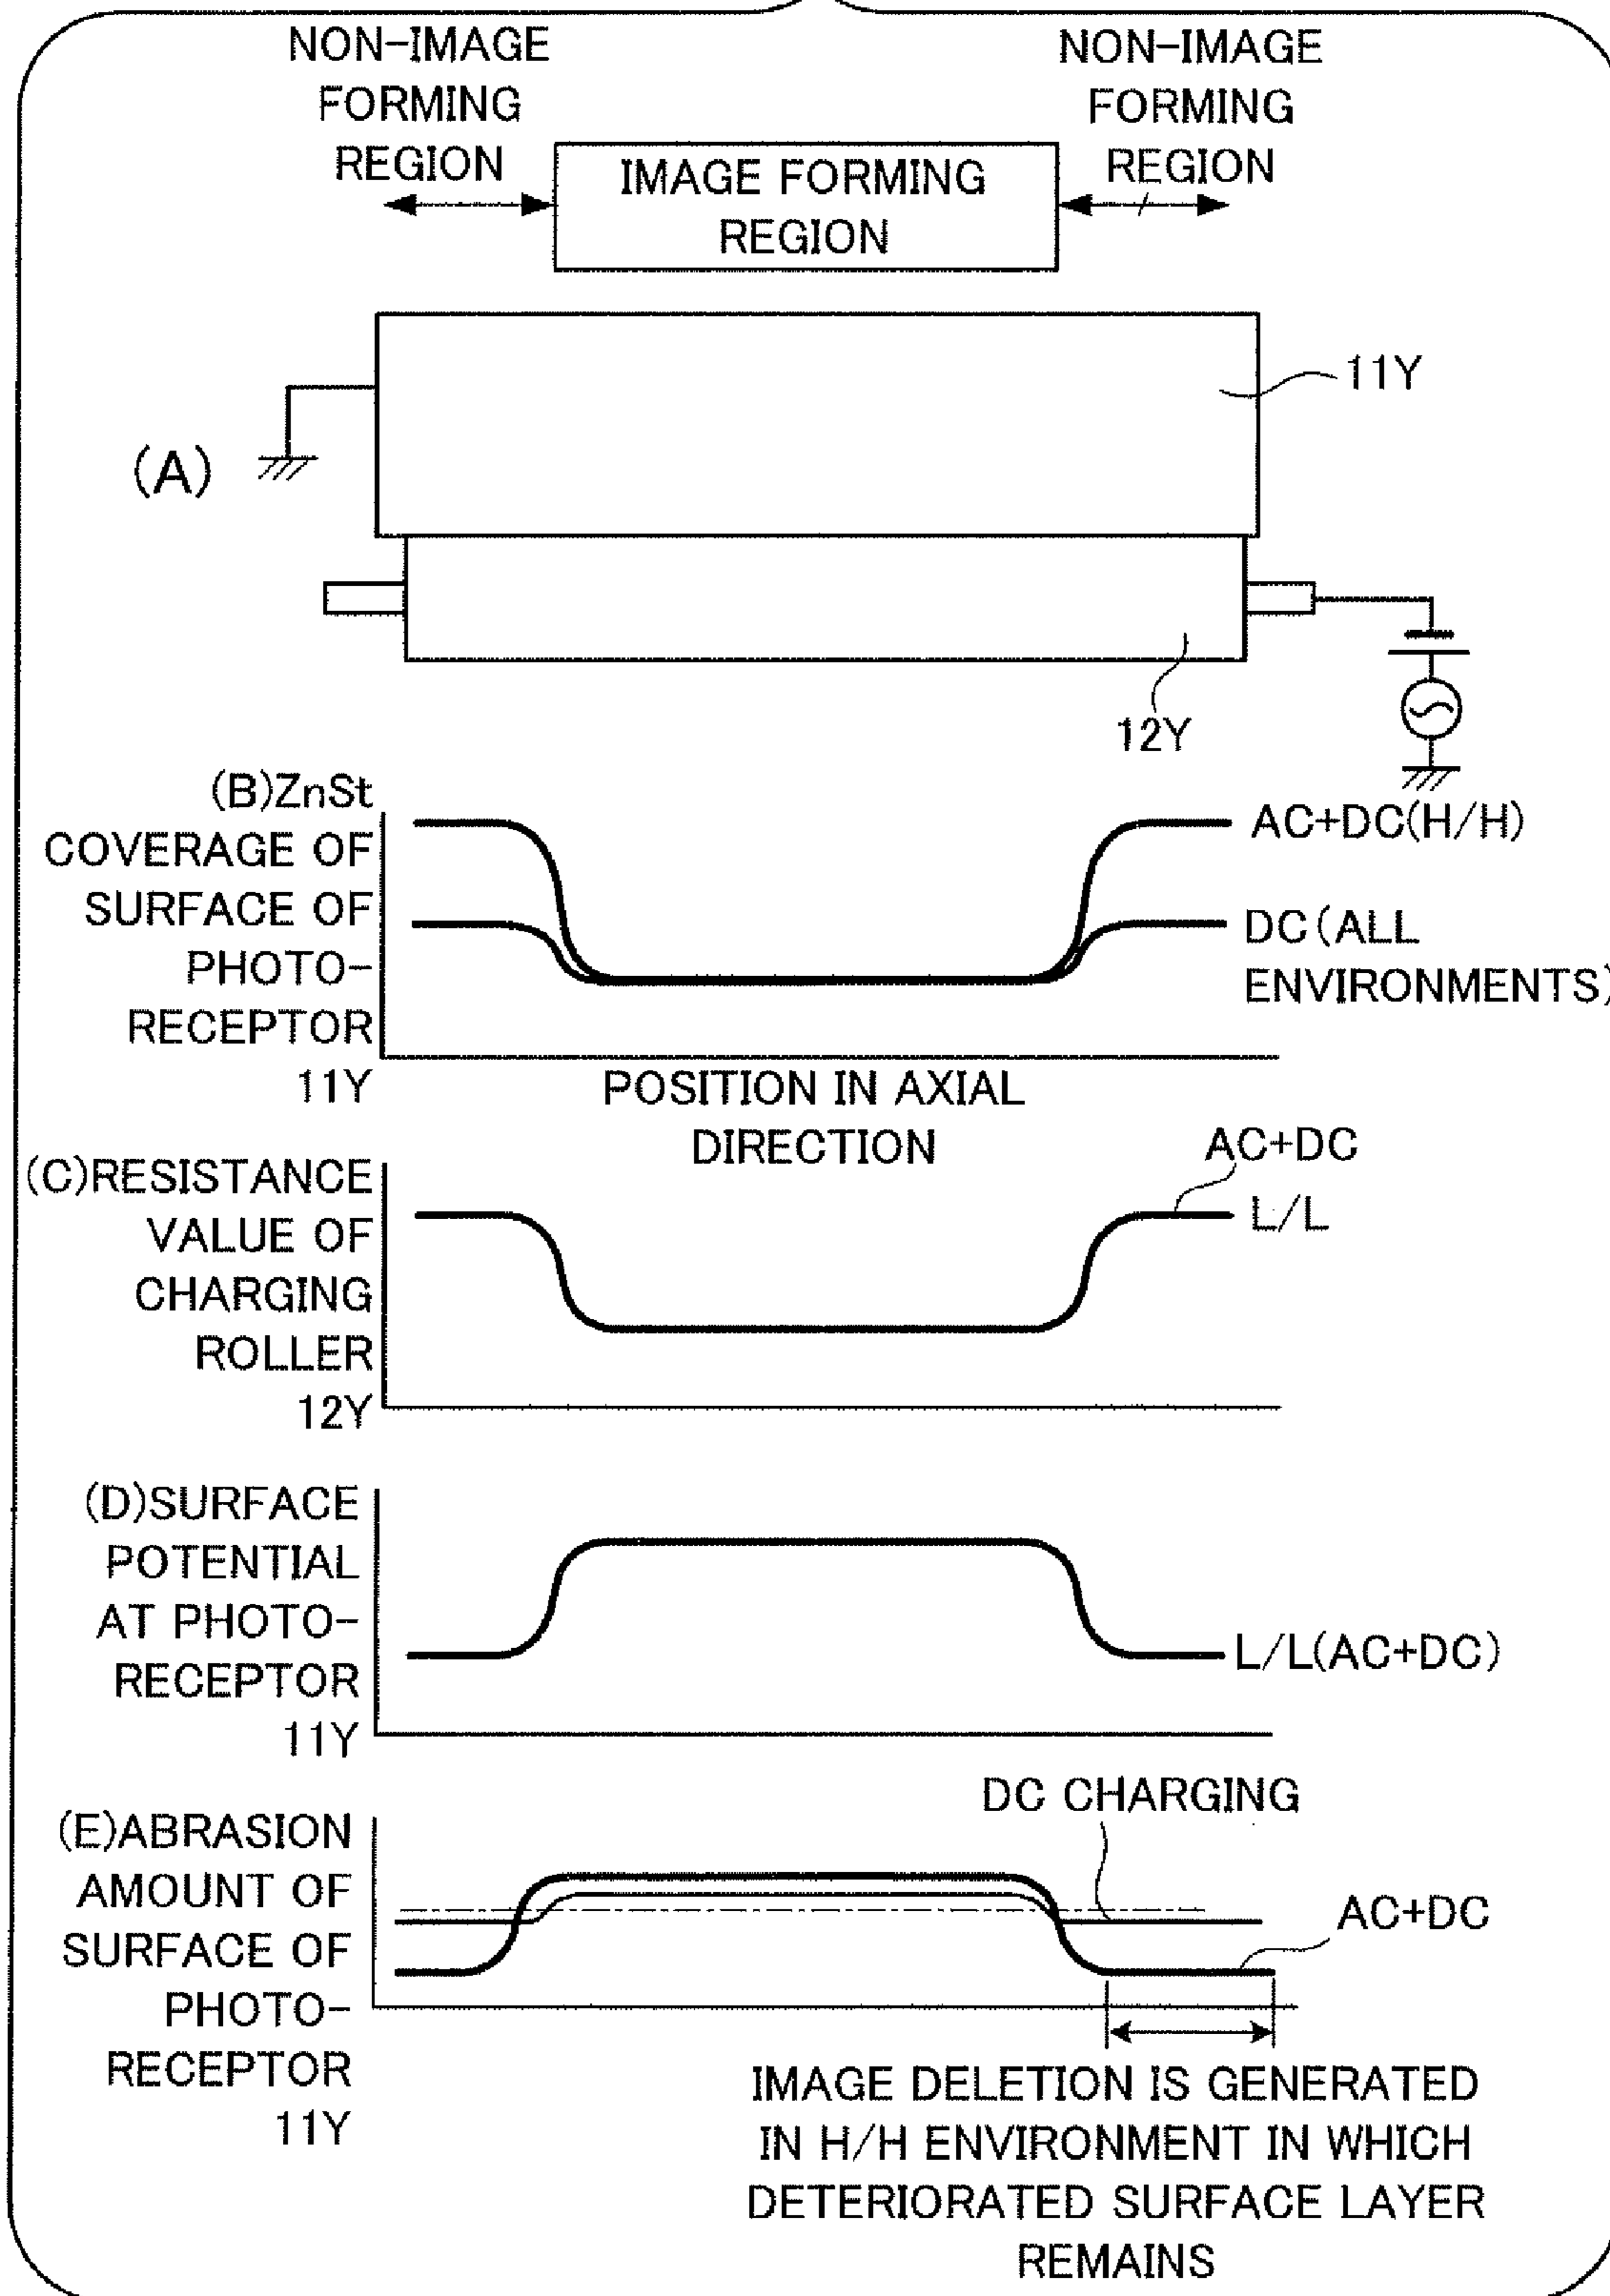 NON-IMAGE
FORMING
REGION
IMAGE FORMING
REGION
NON-IMAGE
FORMING
REGION
(A)
11Y
12Y
(B)ZnSt
COVERAGE OF
SURFACE OF
PHOTO-
RECEPTOR
11Y
AC+DC(H/H)
DC(ALL
ENVIRONMENTS)
POSITION IN AXIAL
DIRECTION
(C)RESISTANCE
VALUE OF
CHARGING
ROLLER
12Y
AC+DC
L/L
(D)SURFACE
POTENTIAL
AT PHOTO-
RECEPTOR
11Y
L/L(AC+DC)
(E)ABRASION
AMOUNT OF
SURFACE OF
PHOTO-
RECEPTOR
11Y
DC CHARGING
AC+DC
IMAGE DELETION IS GENERATED
IN H/H ENVIRONMENT IN WHICH
DETERIORATED SURFACE LAYER
REMAINS